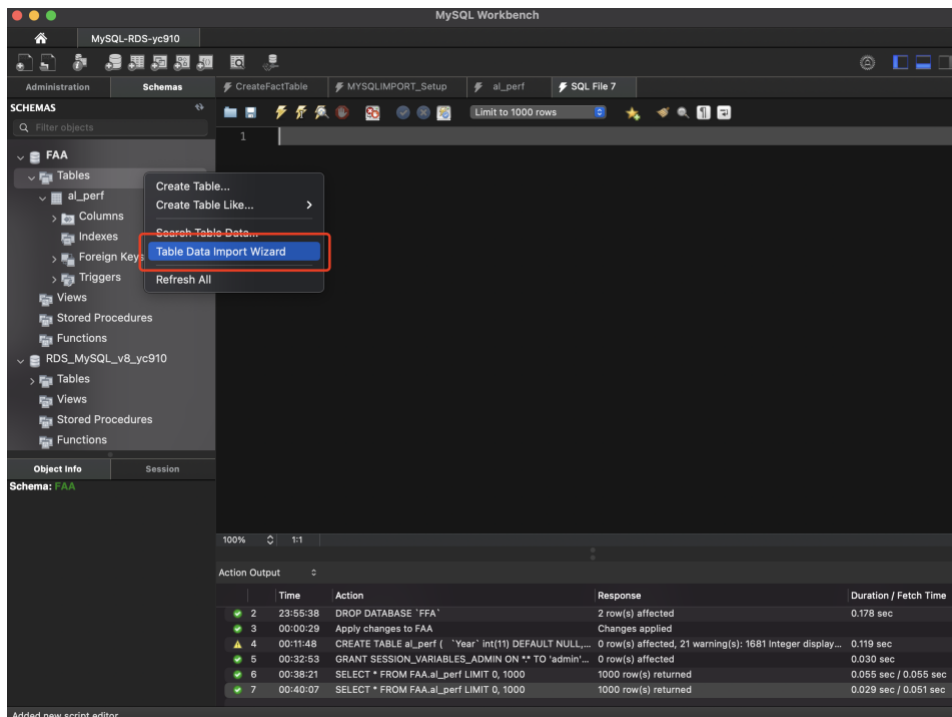 MySQL Workbench
MySQL-RDS-yc910
Administration Schemas CreateFactTable MYSQLIMPORT_Setup al_perf SQL File 7
SCHEMAS
Filter objects
Limit to 1000 rows
1
FAA
Tables
al_perf
Columns
Indexes
Foreign Keys
Triggers
Views
Stored Procedures
Functions
RDS_MySQL_v8_yc910
Tables
Views
Stored Procedures
Functions
Create Table...
Create Table Like...
Search Table Data...
Table Data Import Wizard
Refresh All
Object Info Session
Schema: FAA
100% 1:1
Action Output
Time Action Response Duration / Fetch Time
2 23:55:38 DROP DATABASE `FFA` 2 row(s) affected 0.178 sec
3 00:00:29 Apply changes to FAA Changes applied
4 00:11:48 CREATE TABLE al_perf ( `Year` int(11) DEFAULT NULL,... 0 row(s) affected, 21 warning(s): 1681 Integer display... 0.119 sec
5 00:32:53 GRANT SESSION_VARIABLES_ADMIN ON *.* TO 'admin'... 0 row(s) affected 0.030 sec
6 00:38:21 SELECT * FROM FAA.al_perf LIMIT 0, 1000 1000 row(s) returned 0.055 sec / 0.055 sec
7 00:40:07 SELECT * FROM FAA.al_perf LIMIT 0, 1000 1000 row(s) returned 0.029 sec / 0.051 sec
Added new script editor